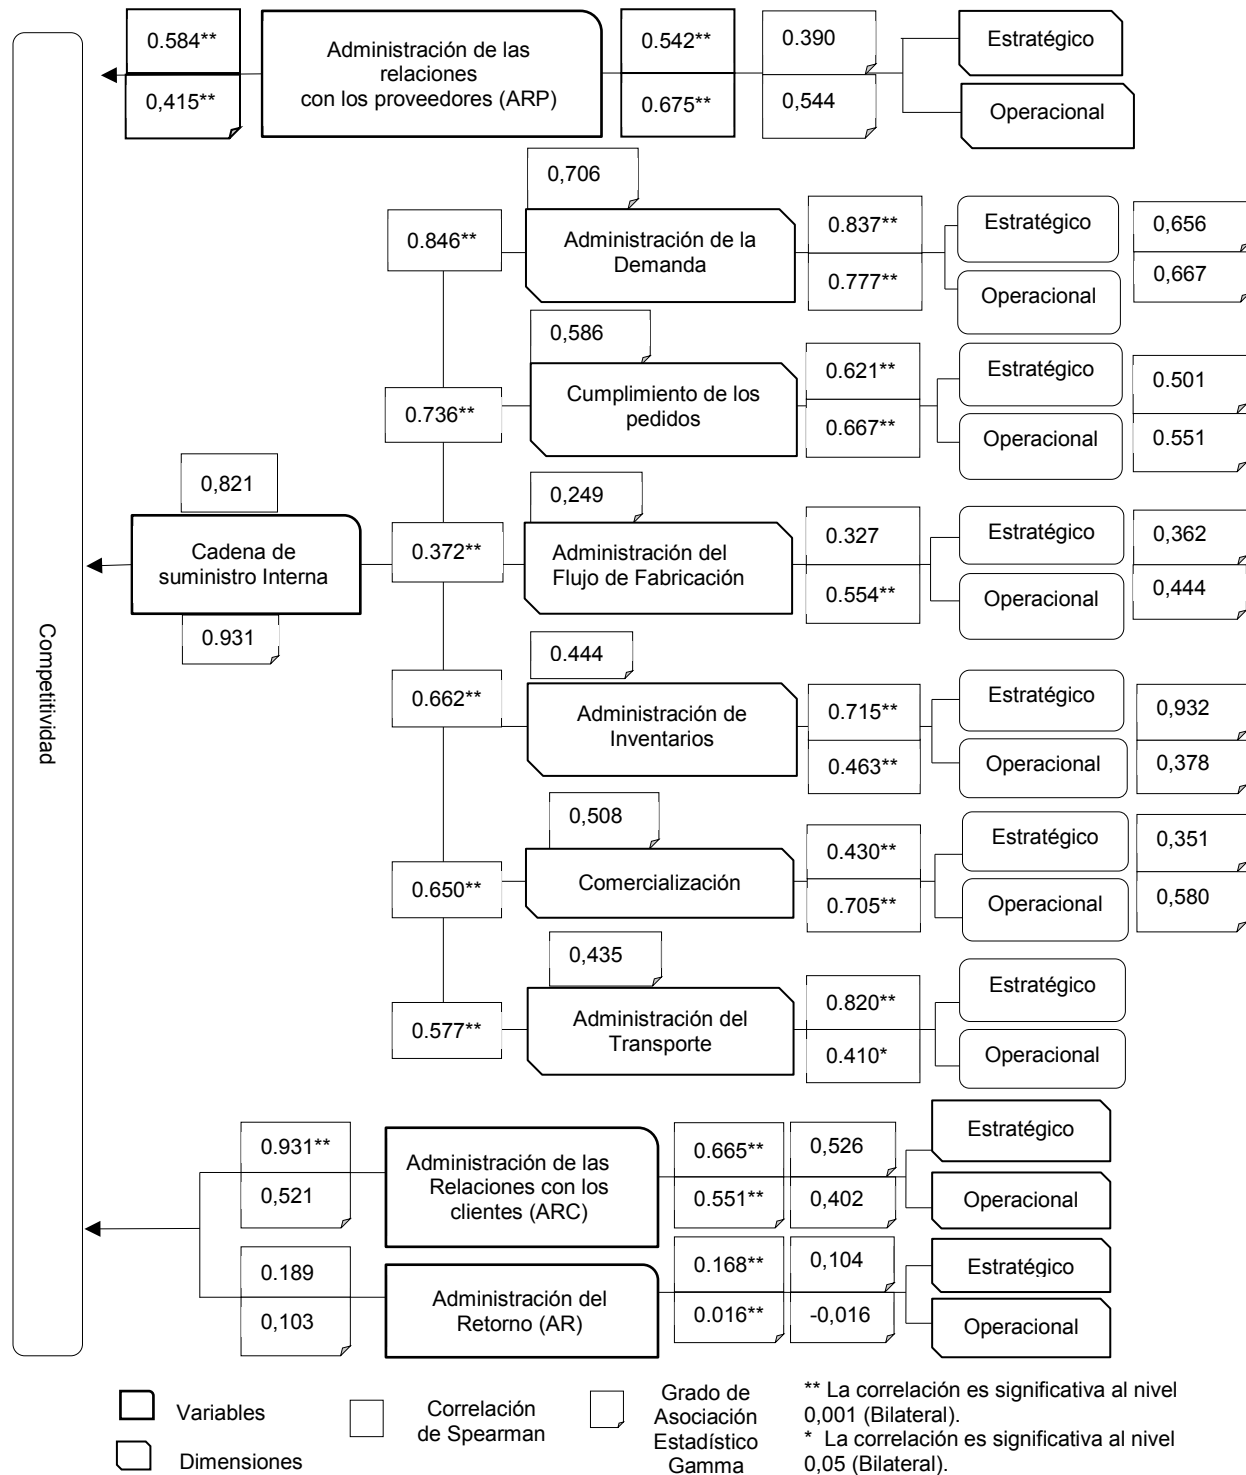 0.584**
0,415**
Administración de las
relaciones
con los proveedores (ARP)
0.542**
0.675**
0.390
0,544
Estratégico
Operacional
0,706
0.846**
Administración de la
Demanda
0.837**
0.777**
Estratégico
Operacional
0,656
0,667
0,586
0.736**
Cumplimiento de los
pedidos
0.621**
0.667**
Estratégico
Operacional
0.501
0.551
0,821
Cadena de
suministro Interna
0.931
0,249
0.372**
Administración del
Flujo de Fabricación
0.327
0.554**
Estratégico
Operacional
0,362
0,444
Competitividad
0.444
0.662**
Administración de
Inventarios
0.715**
0.463**
Estratégico
Operacional
0,932
0,378
0,508
0.650**
Comercialización
0.430**
0.705**
Estratégico
Operacional
0,351
0,580
0,435
0.577**
Administración del
Transporte
0.820**
0.410*
Estratégico
Operacional
0.931**
0,521
Administración de las
Relaciones con los
clientes (ARC)
0.665**
0.551**
0,526
0,402
Estratégico
Operacional
0.189
0,103
Administración del
Retorno (AR)
0.168**
0.016**
0,104
-0,016
Estratégico
Operacional
Variables
Dimensiones
Correlación
de Spearman
Grado de
Asociación
Estadístico
Gamma
** La correlación es significativa al nivel
0,001 (Bilateral).
* La correlación es significativa al nivel
0,05 (Bilateral).